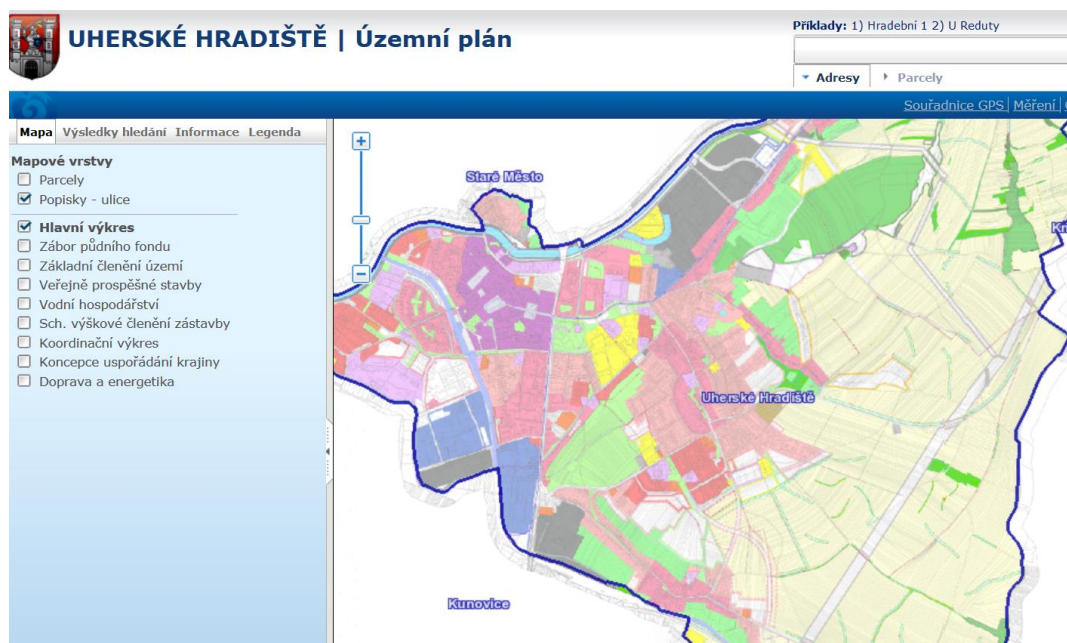 UHERSKÉ HRADIŠTĚ | Územní plán
Příklady: 1) Hradební 1 2) U Reduty
Adresy Parcely
Souřadnice GPS | Měření |
Mapa Výsledky hledání Informace Legenda
Mapové vrstvy
Parcely
Popisky - ulice
Hlavní výkres
Zábor půdního fondu
Základní členění území
Veřejně prospěšné stavby
Vodní hospodářství
Sch. výškové členění zástavby
Koordinační výkres
Koncepce uspořádání krajiny
Doprava a energetika
Staré Město
Uherské Hradiště
Kunovice